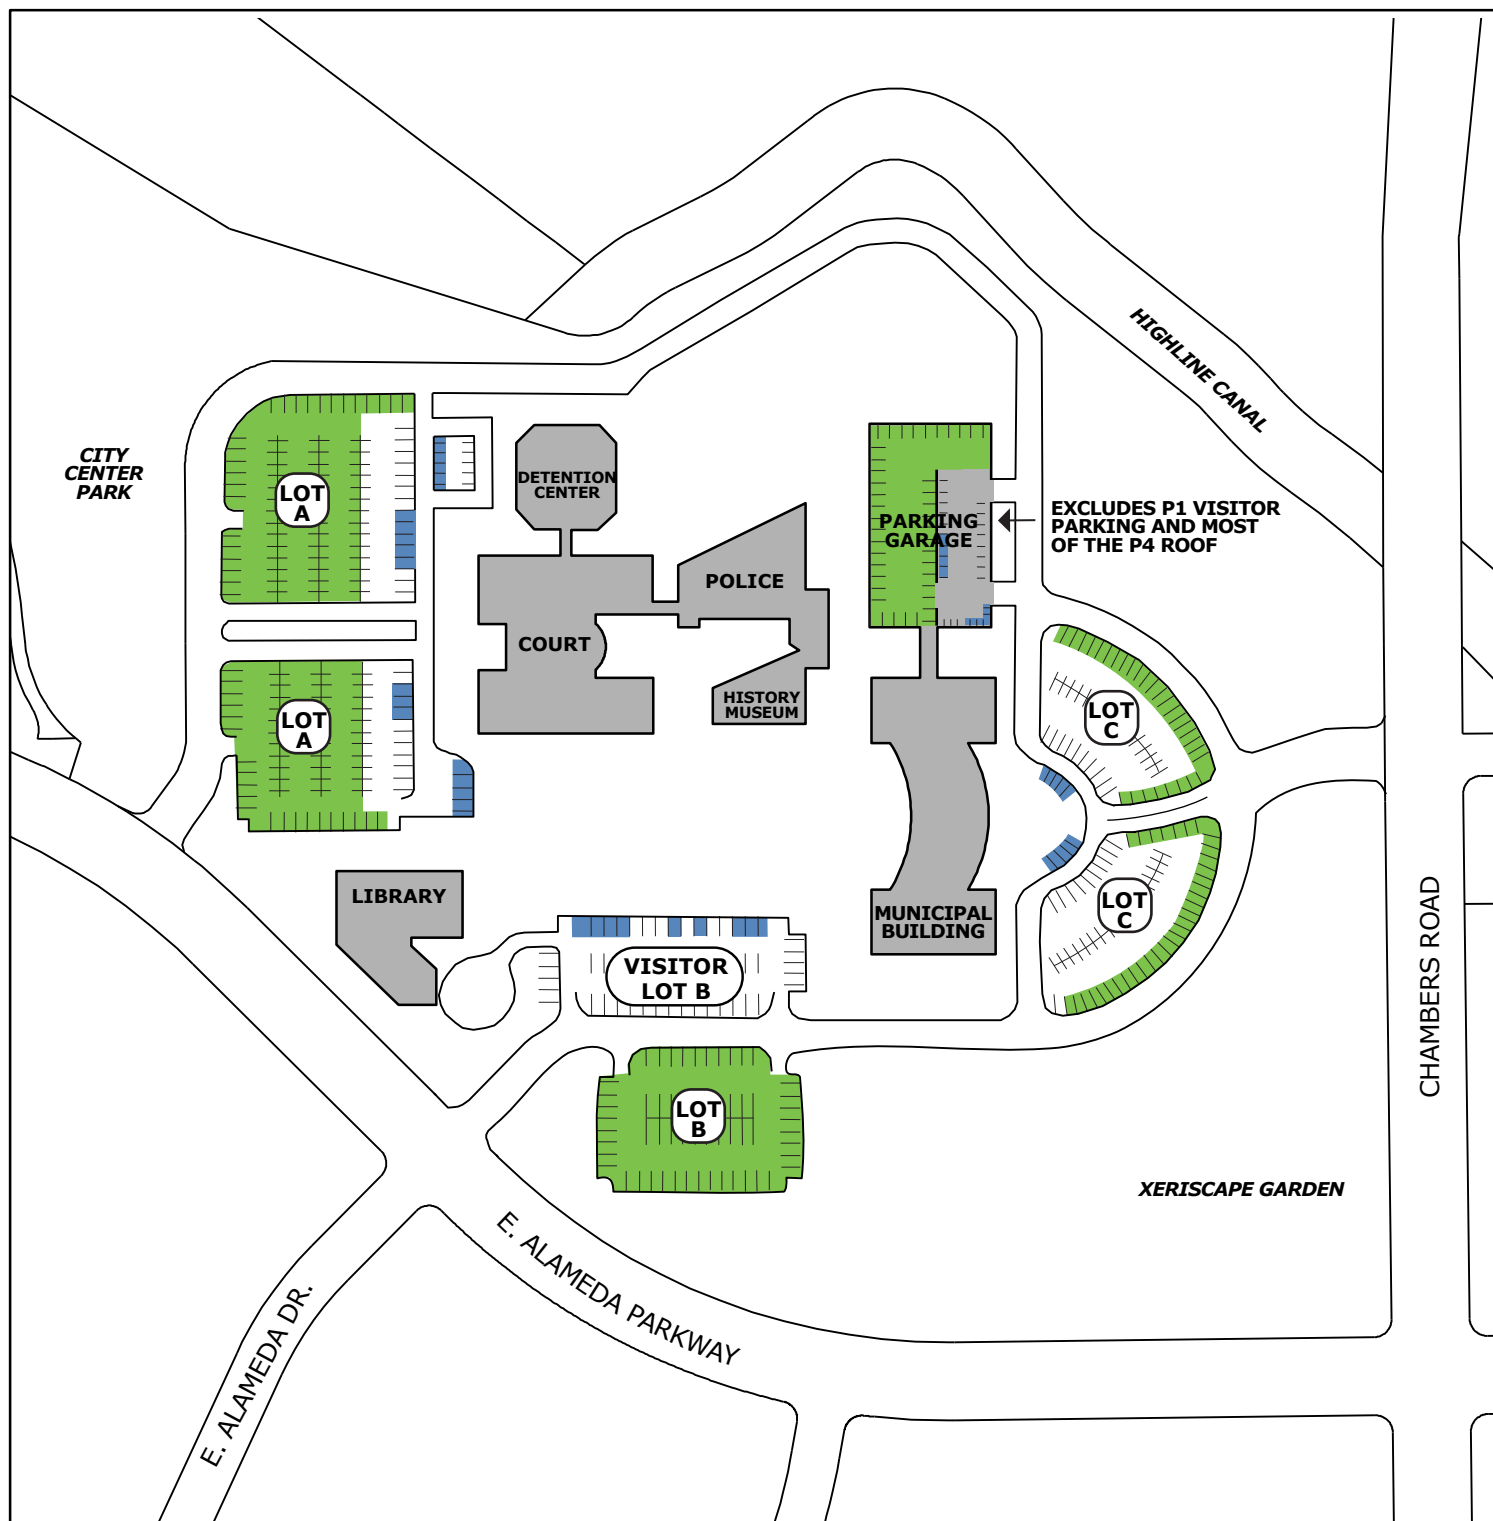 HIGHLINE CANAL
CITY
CENTER
PARK
LOT
A
DETENTION
CENTER
PARKING
GARAGE
EXCLUDES P1 VISITOR
PARKING AND MOST
OF THE P4 ROOF
POLICE
COURT
HISTORY
MUSEUM
LOT
A
LOT
C
LIBRARY
MUNICIPAL
BUILDING
LOT
C
VISITOR
LOT B
CHAMBERS ROAD
LOT
B
XERISCAPE GARDEN
E. ALAMEDA PARKWAY
E. ALAMEDA DR.